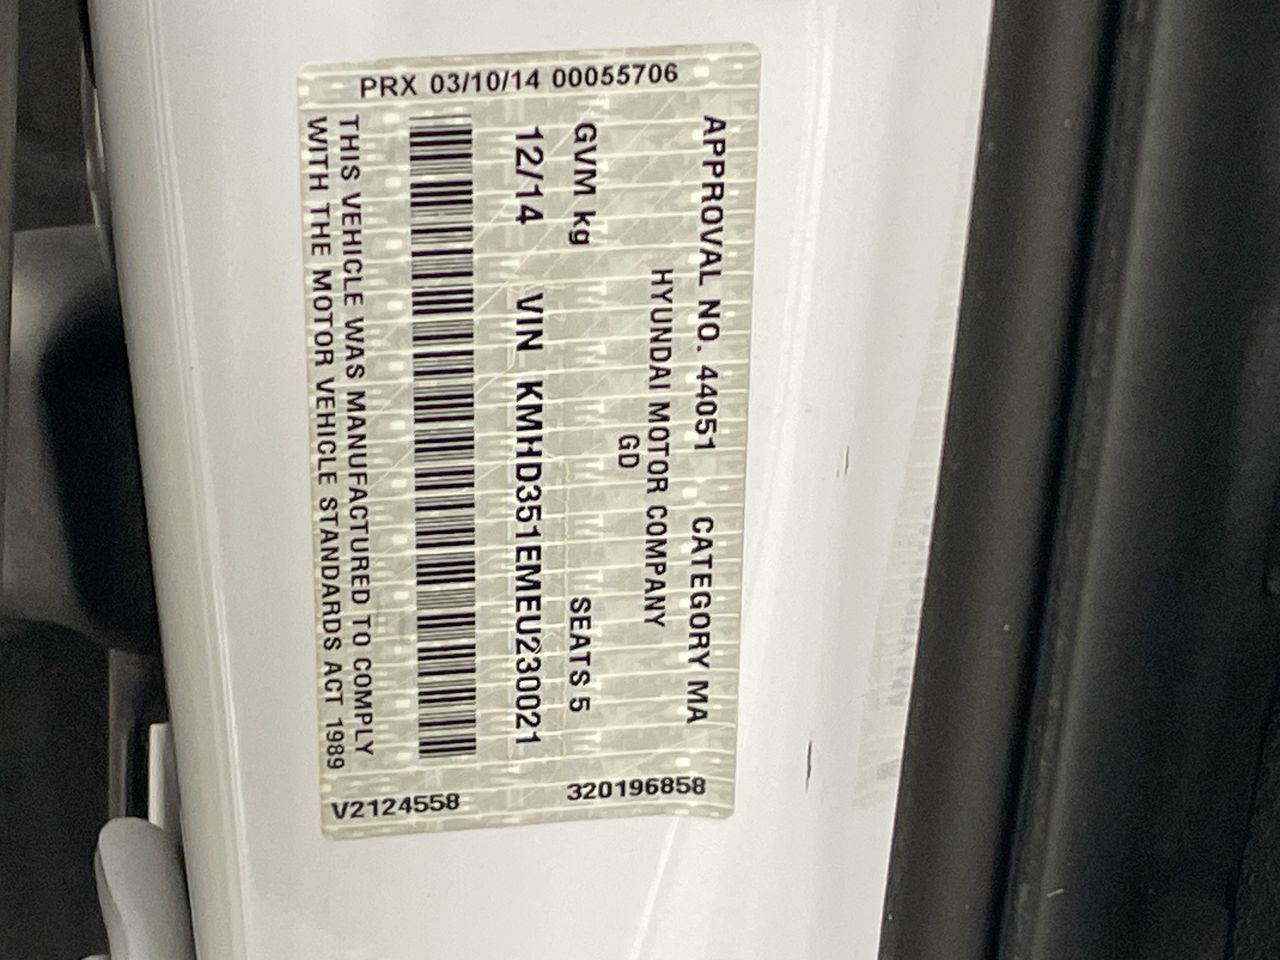 PRX 03/10/14 00055706
APPROVAL NO. 44051 CATEGORY MA
HYUNDAI MOTOR COMPANY
GD
GVM kg SEATS 5
12/14 VIN KMHD351EMEU230021
THIS VEHICLE WAS MANUFACTURED TO COMPLY
WITH THE MOTOR VEHICLE STANDARDS ACT 1989
320196858
V2124558